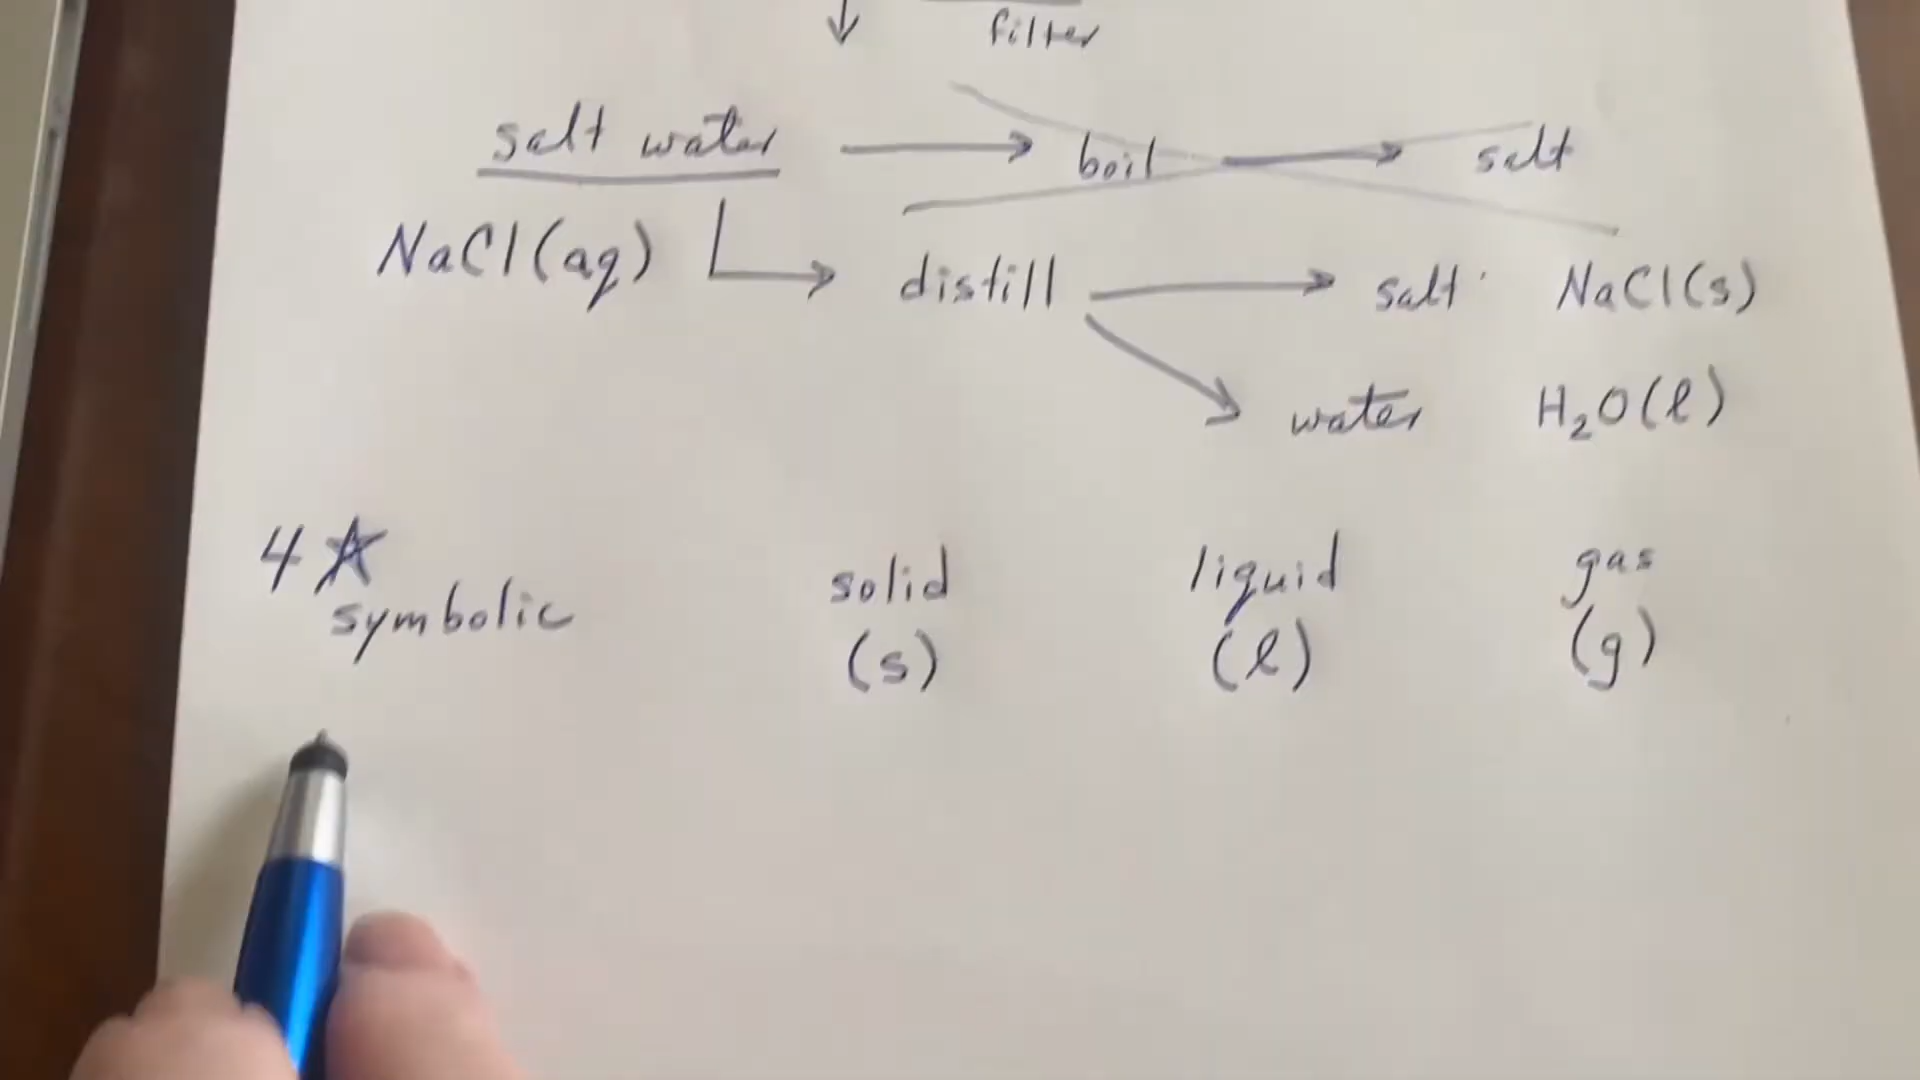 ↓ filter
salt water → boil → salt
NaCl(aq) → distill → salt NaCl(s)
water H₂O(l)
4 ☆ solid liquid gas
symbolic (s) (l) (g)